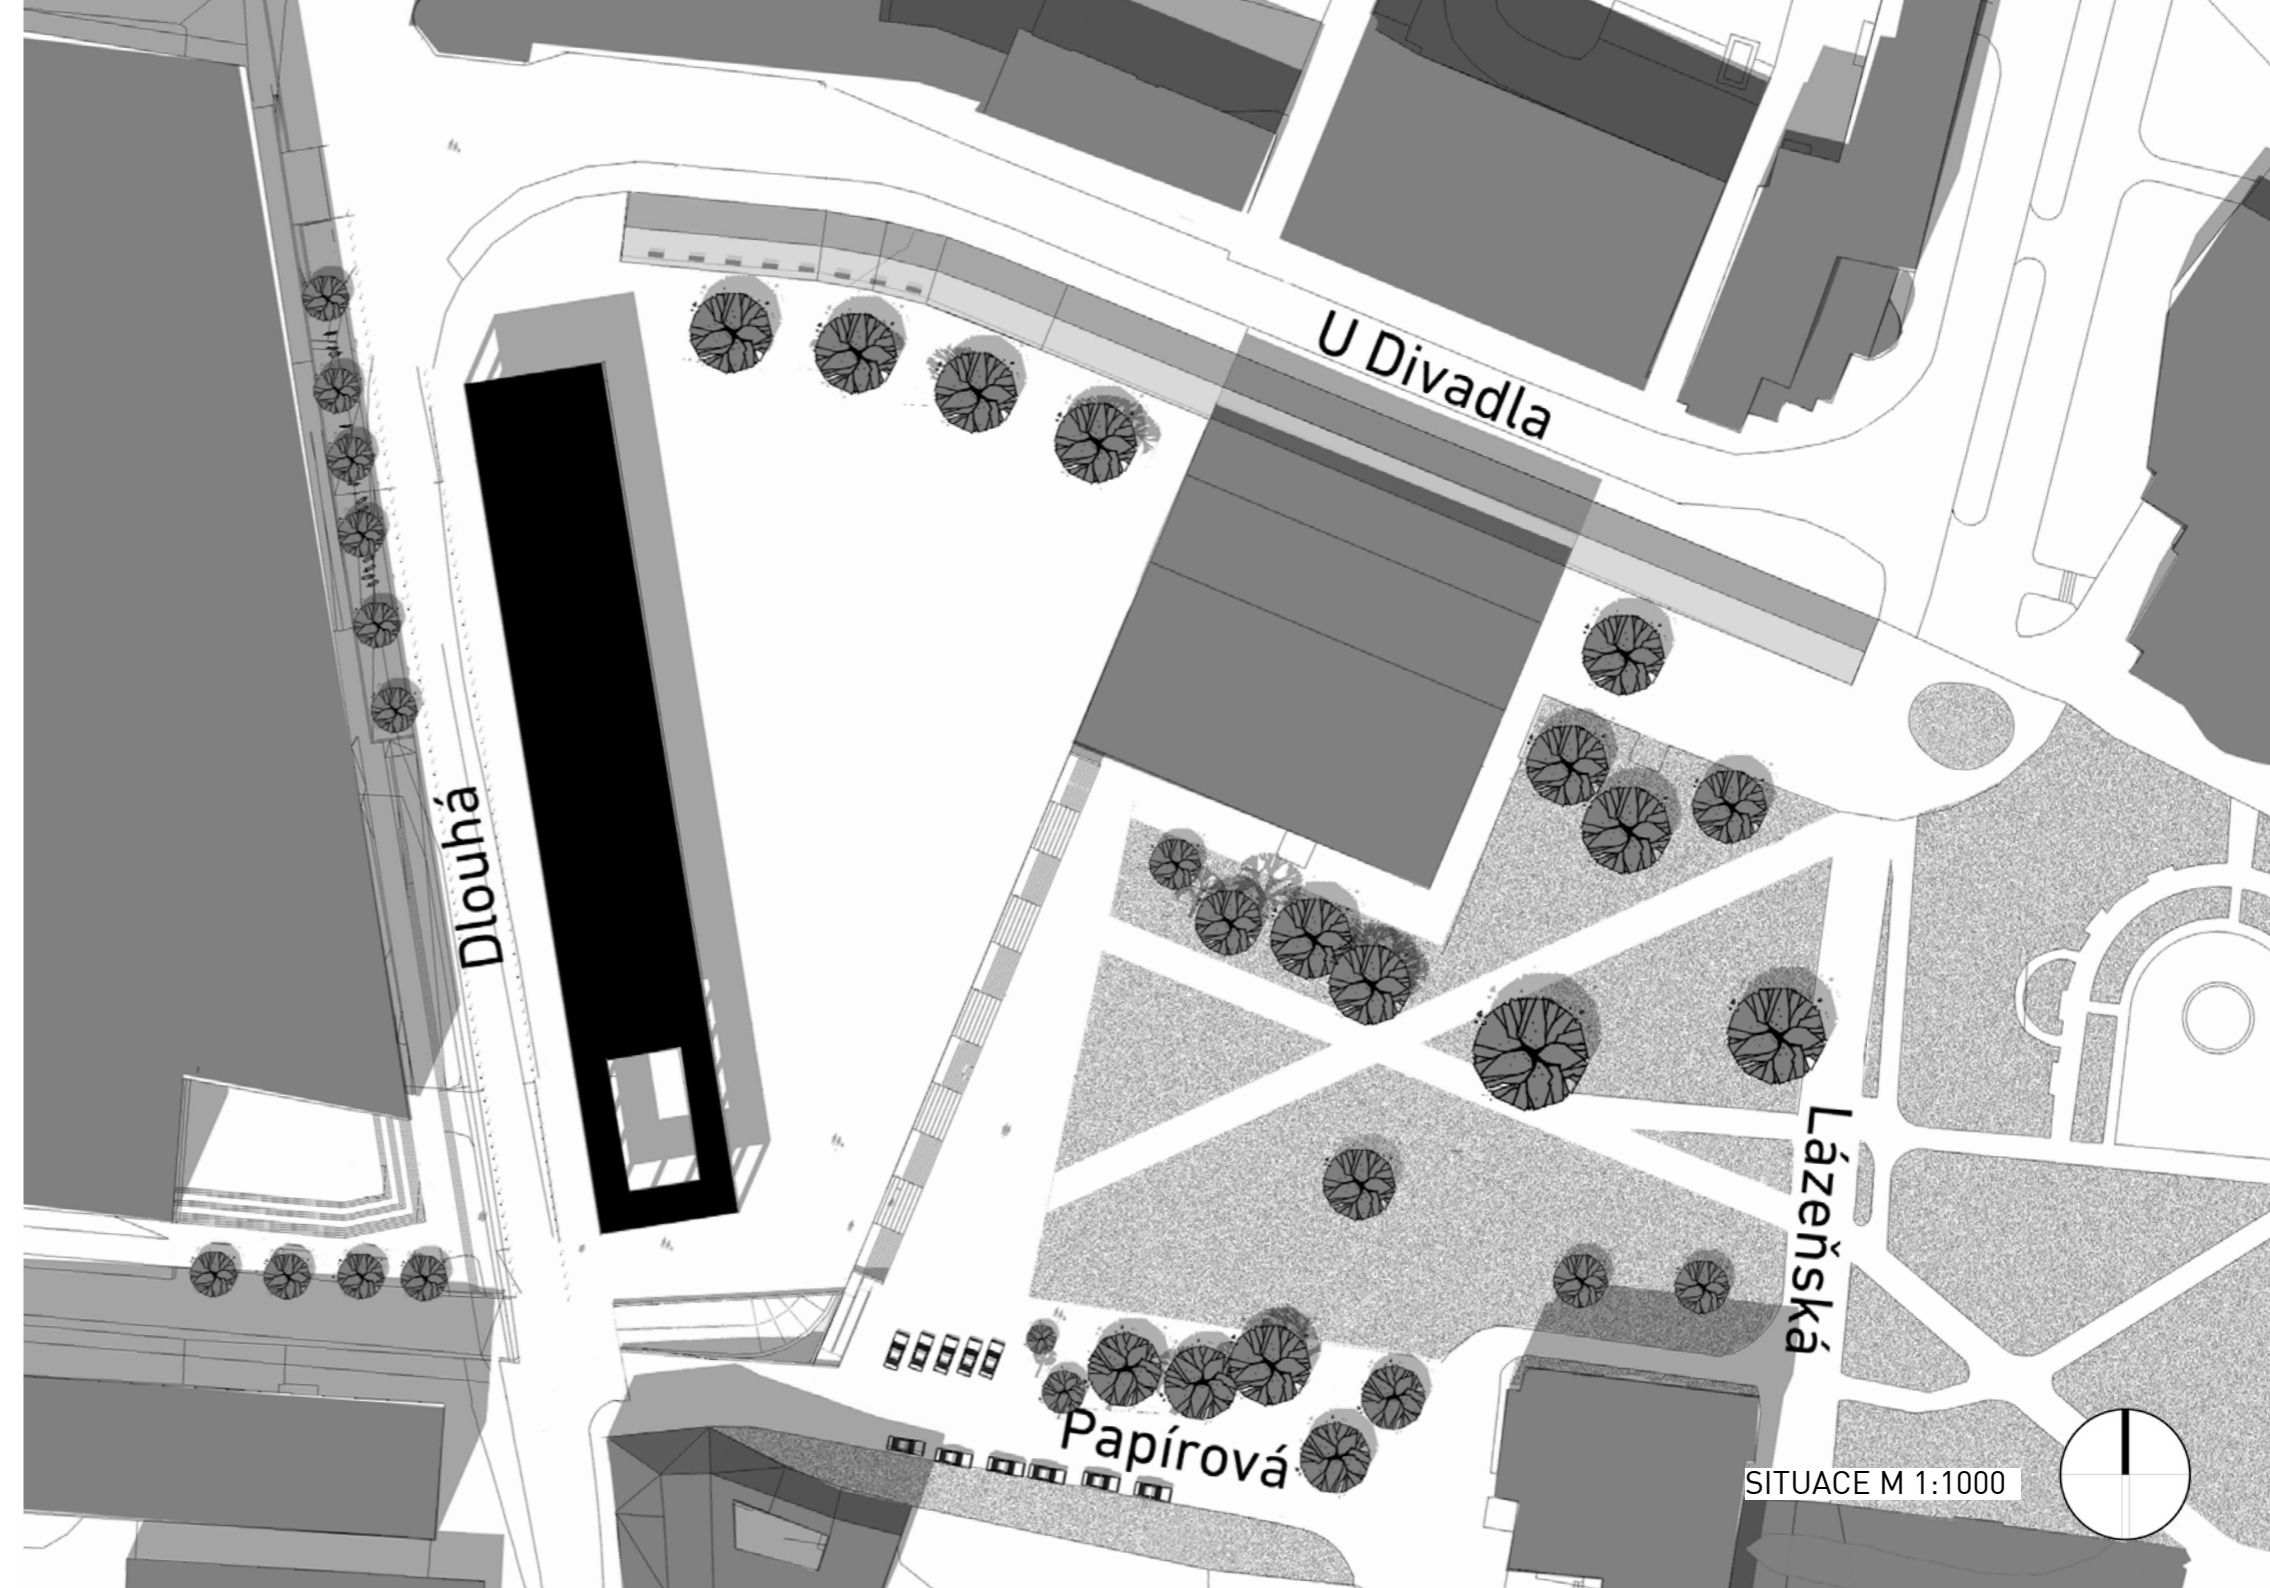 U Divadla
Dlouhá
Lázeňská
Papírová
SITUACE M 1:1000